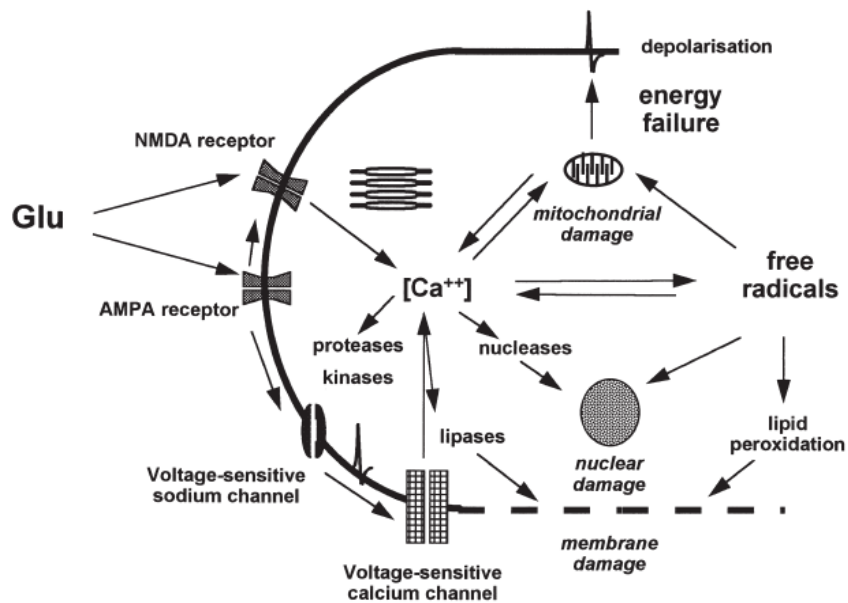 depolarisation
energy
failure
NMDA receptor
Glu
mitochondrial
damage
free
radicals
[Ca⁺⁺]
AMPA receptor
proteases
kinases
nucleases
lipases
lipid
peroxidation
Voltage-sensitive
sodium channel
nuclear
damage
membrane
damage
Voltage-sensitive
calcium channel